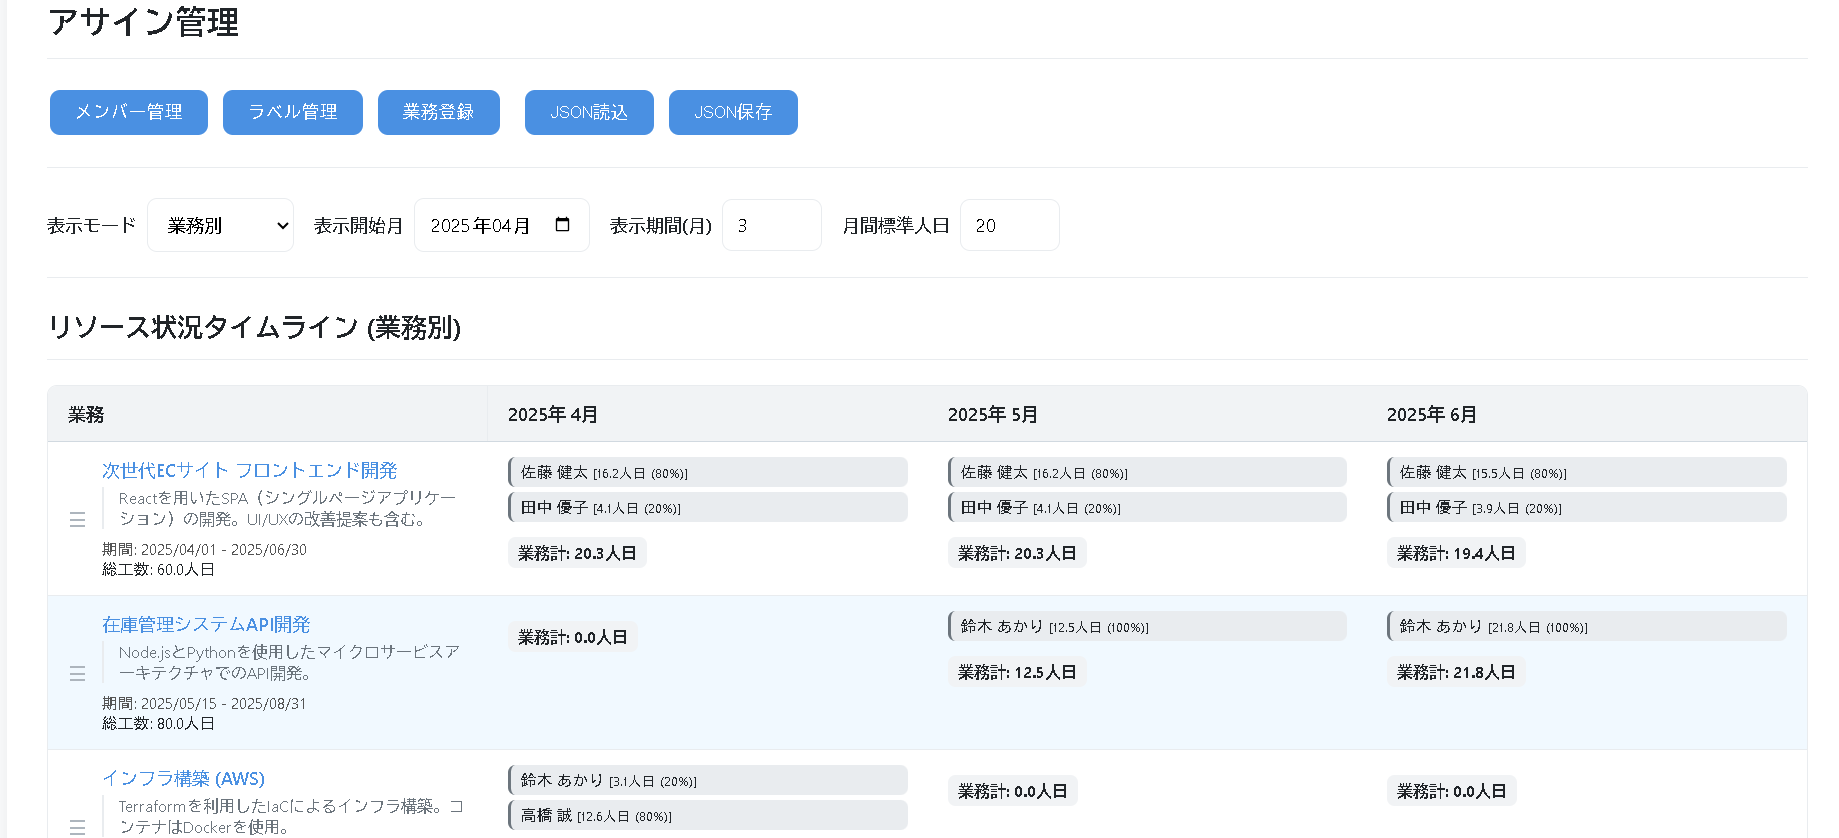 アサイン管理
メンバー管理 ラベル管理 業務登録 JSON読込 JSON保存
表示モード 業務別 表示開始月 2025年04月 表示期間(月) 3 月間標準人日 20
リソース状況タイムライン (業務別)
業務 2025年 4月 2025年 5月 2025年 6月
次世代ECサイト フロントエンド開発
Reactを用いたSPA（シングルページアプリケー
ション）の開発。UI/UXの改善提案も含む。
期間: 2025/04/01 - 2025/06/30
総工数: 60.0人日
佐藤 健太 [16.2人日 (80%)]
田中 優子 [4.1人日 (20%)]
業務計: 20.3人日
佐藤 健太 [16.2人日 (80%)]
田中 優子 [4.1人日 (20%)]
業務計: 20.3人日
佐藤 健太 [15.5人日 (80%)]
田中 優子 [3.9人日 (20%)]
業務計: 19.4人日
在庫管理システムAPI開発
Node.jsとPythonを使用したマイクロサービスア
ーキテクチャでのAPI開発。
期間: 2025/05/15 - 2025/08/31
総工数: 80.0人日
業務計: 0.0人日
鈴木 あかり [12.5人日 (100%)]
業務計: 12.5人日
鈴木 あかり [21.8人日 (100%)]
業務計: 21.8人日
インフラ構築 (AWS)
Terraformを利用したIaCによるインフラ構築。コ
ンテナはDockerを使用。
鈴木 あかり [3.1人日 (20%)]
高橋 誠 [12.6人日 (80%)]
業務計: 0.0人日
業務計: 0.0人日